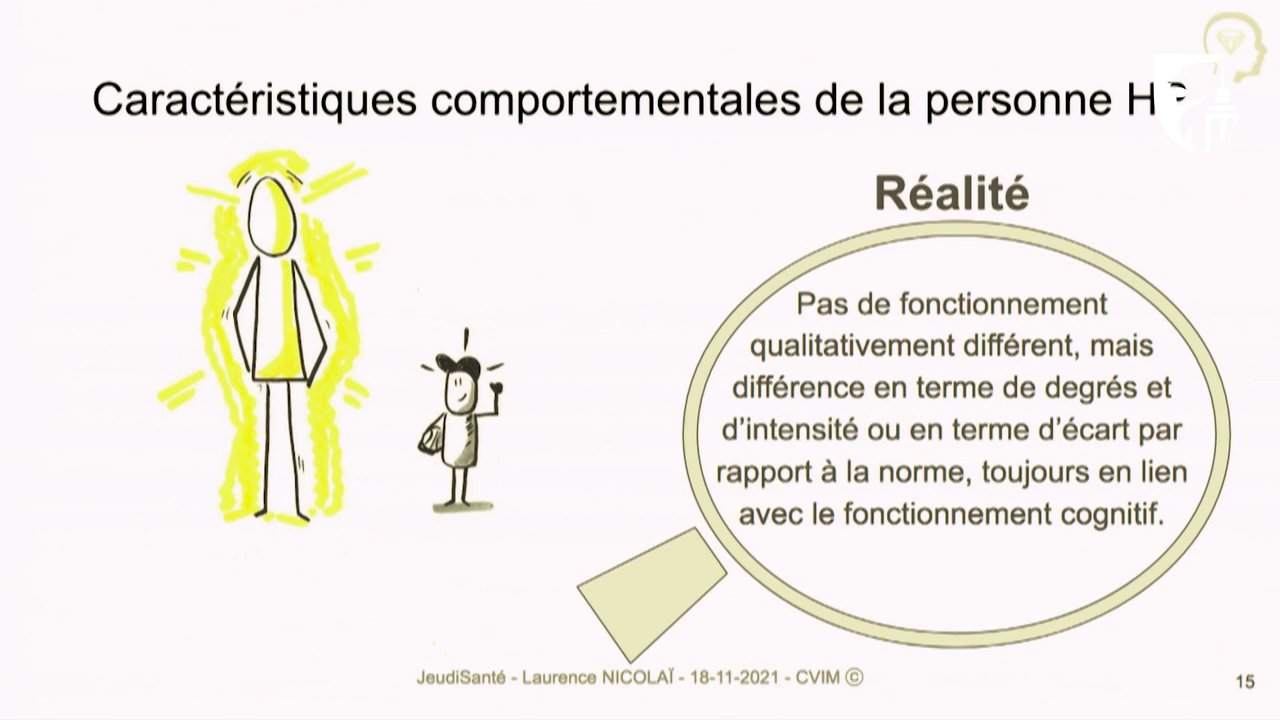 Caractéristiques comportementales de la personne
Réalité
Pas de fonctionnement
qualitativement différent, mais
différence en terme de degrés et
d'intensité ou en terme d'écart par
rapport à la norme, toujours en lien
avec le fonctionnement cognitif.
JeudiSanté - Laurence NICOLAÏ - 18-11-2021 - CVIM ©
15